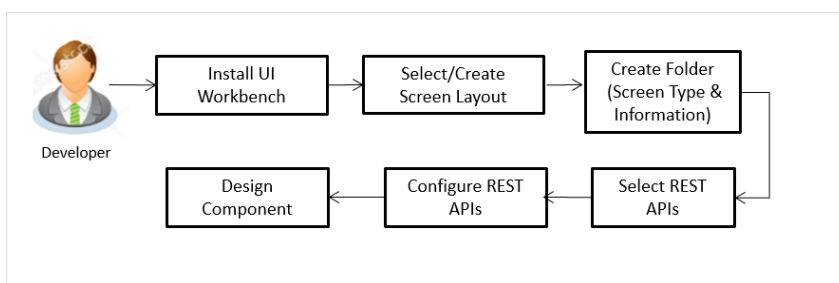 Install UI
Workbench
Select/Create
Screen Layout
Create Folder
(Screen Type &
Information)
Developer
Design
Component
Configure REST
APIs
Select REST
APIs